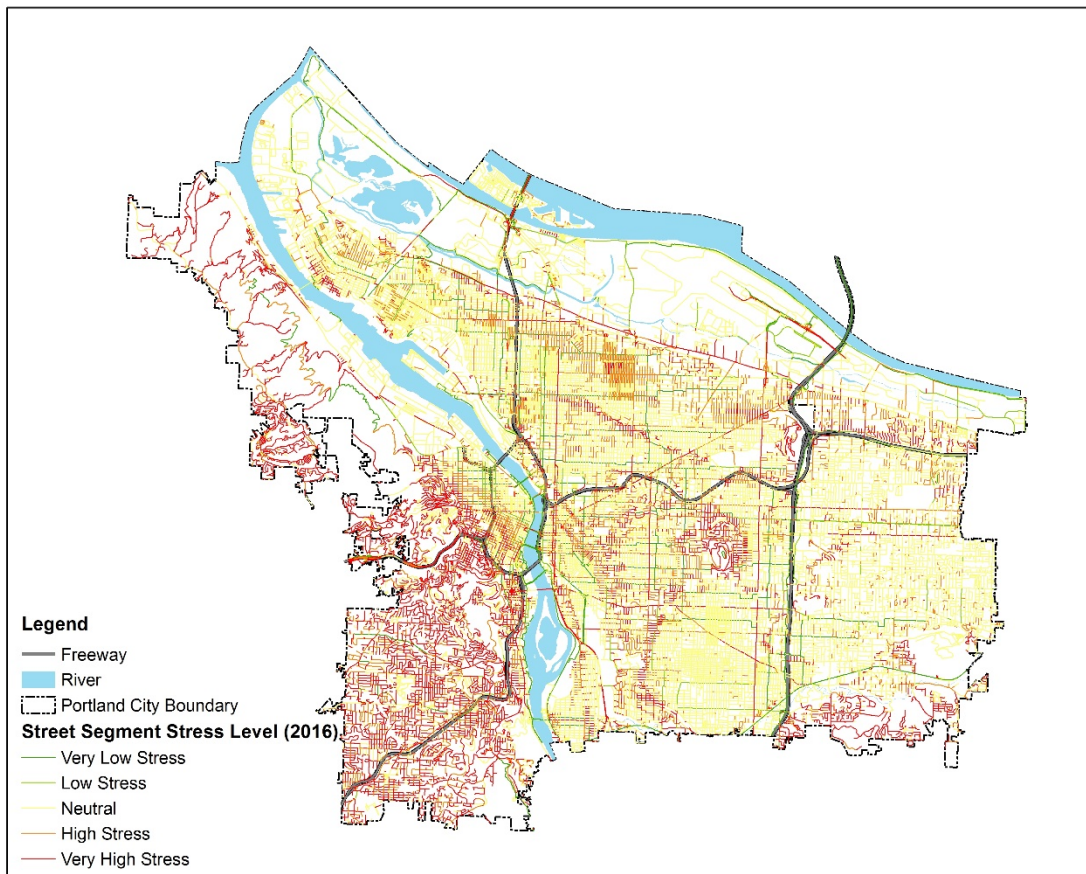 Legend
Freeway
River
Portland City Boundary
Street Segment Stress Level (2016)
Very Low Stress
Low Stress
Neutral
High Stress
Very High Stress